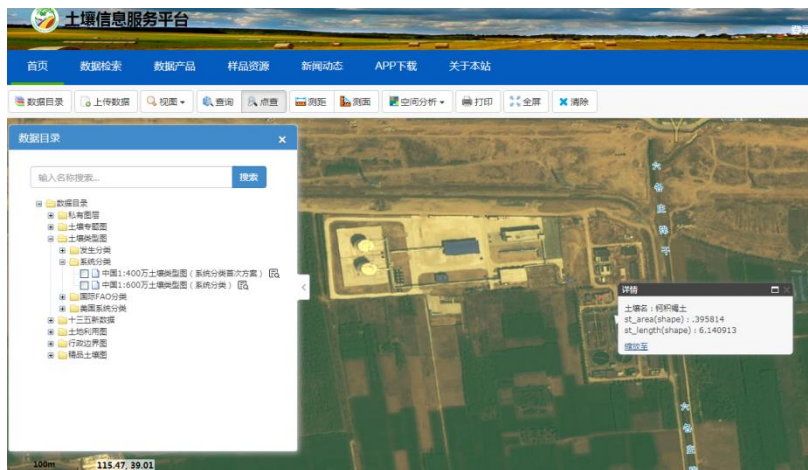 土壤信息服务平台
首页 数据检索 数据产品 样品资源 新闻动态 APP下载 关于本站
数据目录 上传数据 视图 查询 点查 测距 测面 空间分析 打印 全屏 清除
数据目录 ×
输入名称搜索... 搜索
数据目录
私有图层
土壤专题图
土壤类型图
发生分类
系统分类
中国1:400万土壤类型图(系统分类首次方案)
中国1:600万土壤类型图(系统分类)
国际FAO分类
美国系统分类
十三五新数据
土地利用图
行政边界图
精品土壤图
六各庄
详情
土壤名:
st_area(shape) : .395814
st_length(shape) : 6.140913
缩放至
六各庄
100m 115.47, 39.01